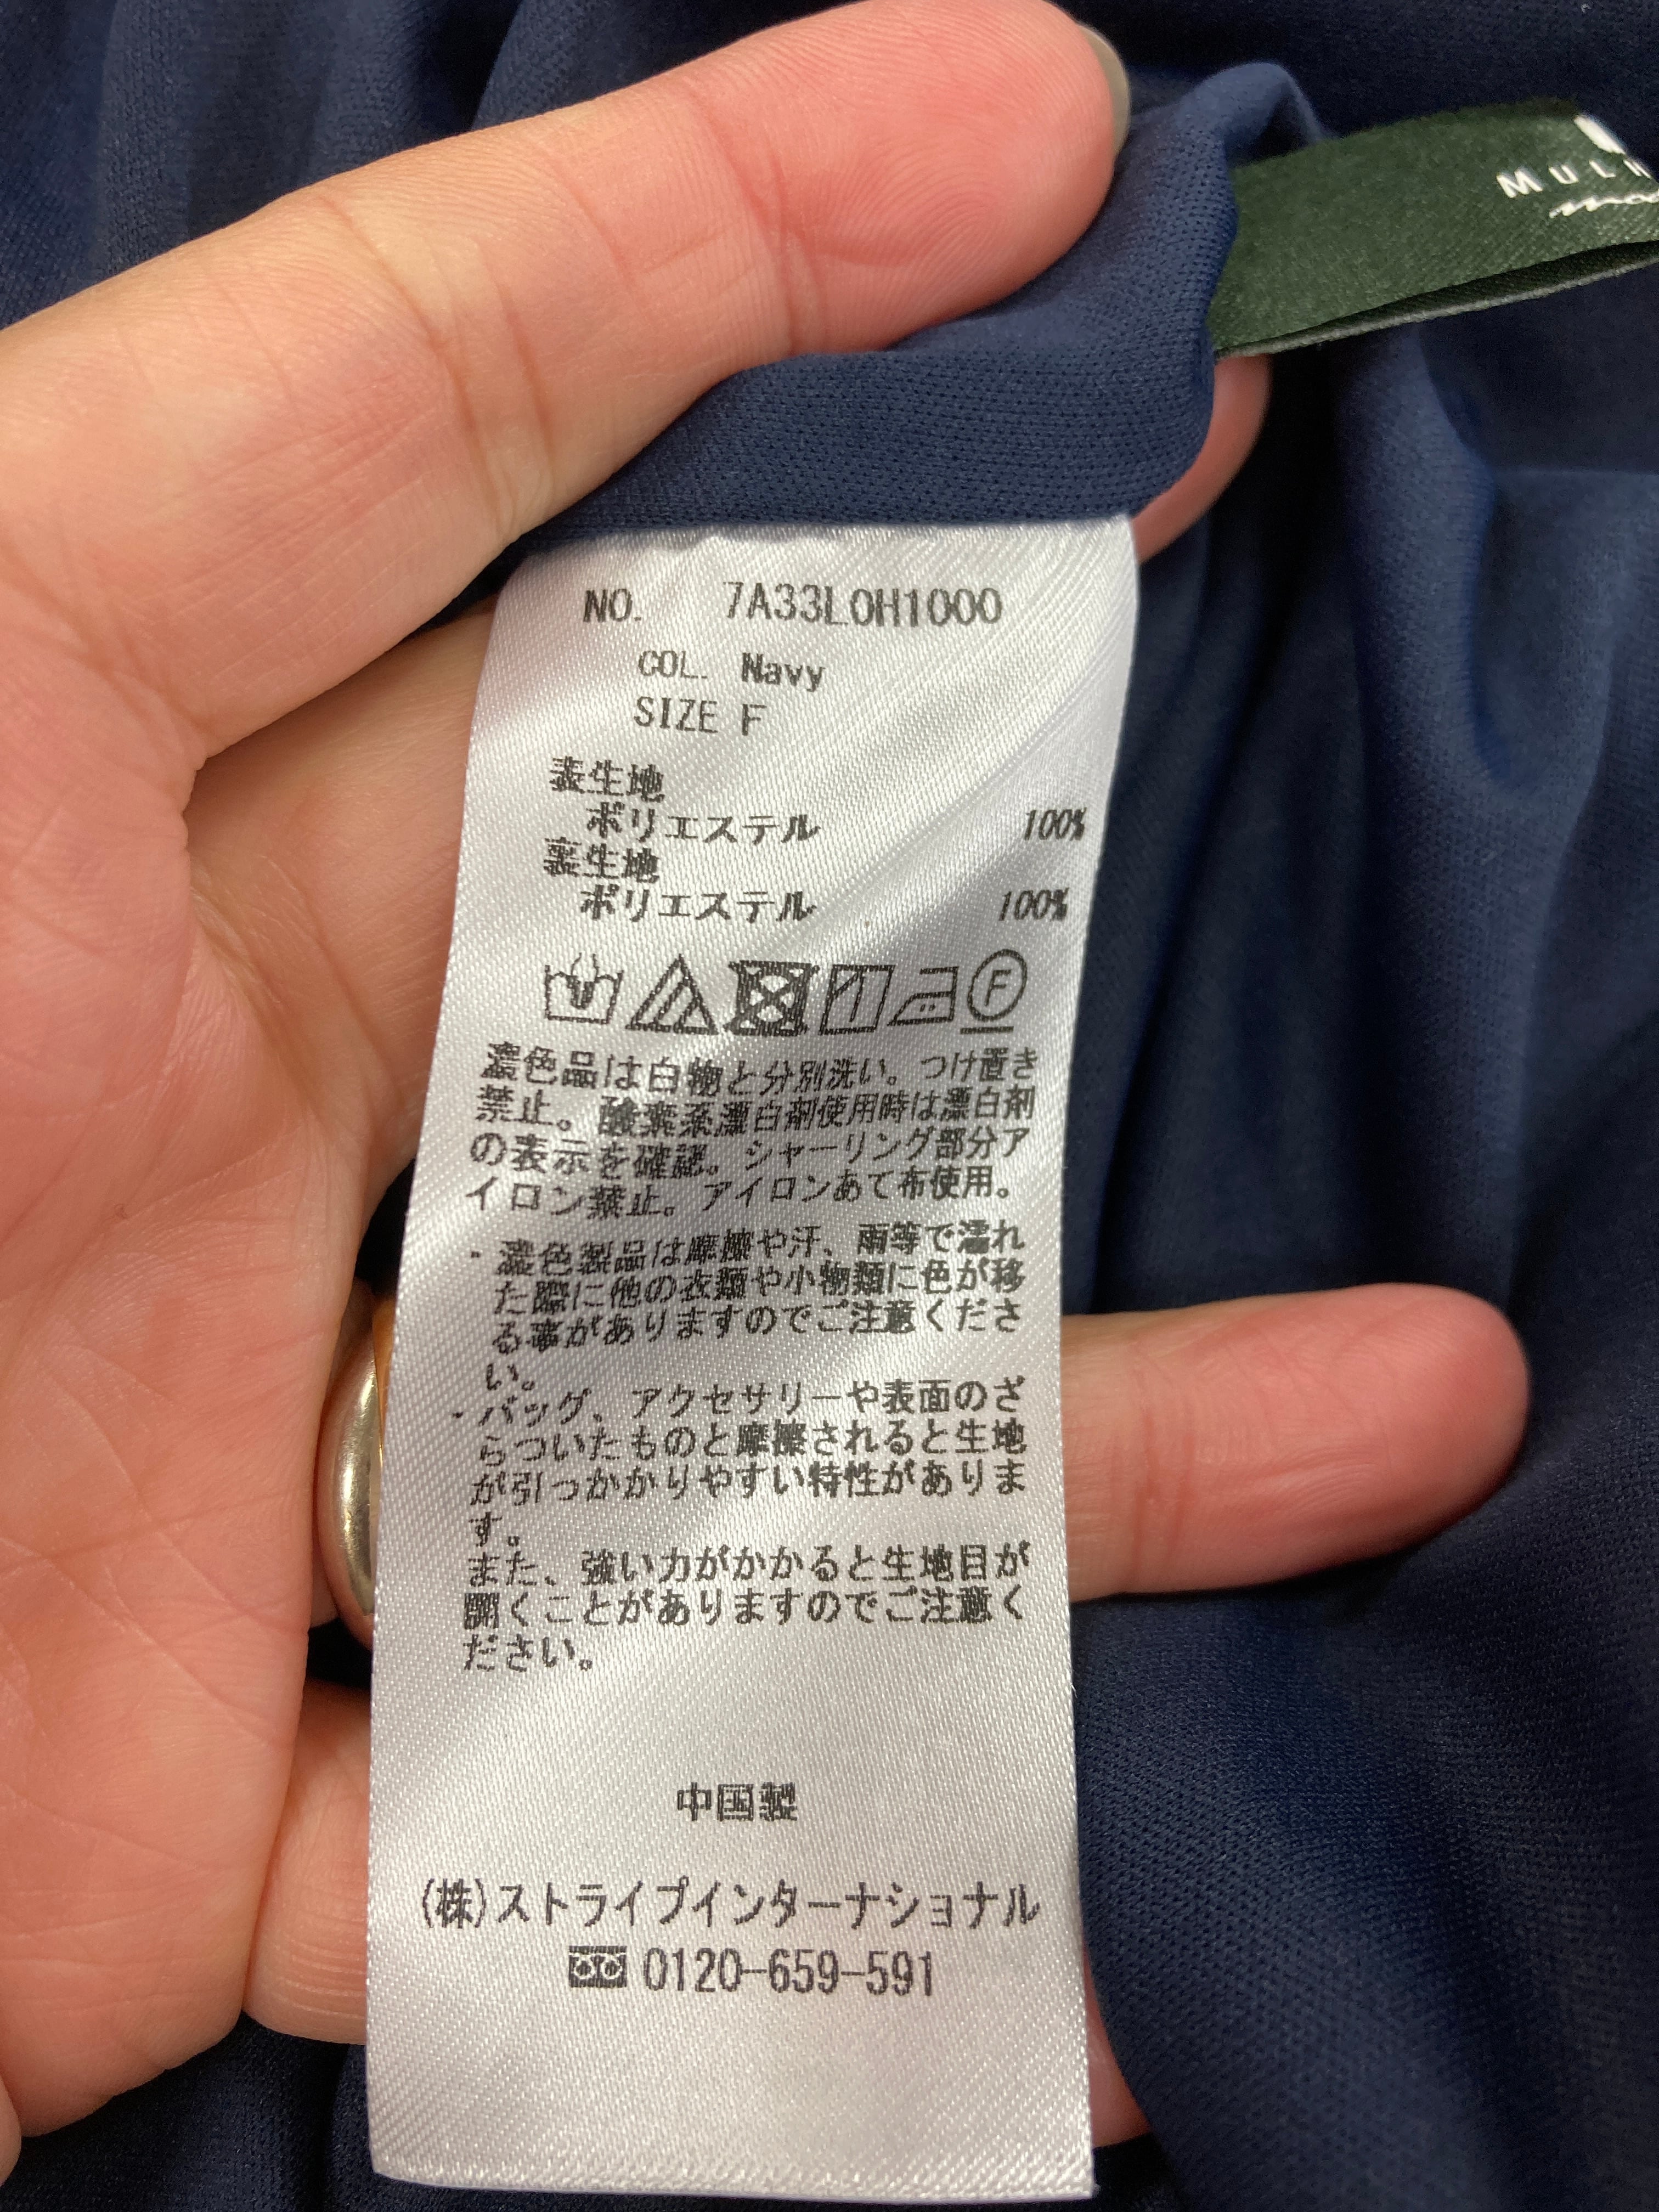 NO. 7A33L0H1000
COL. Navy
SIZE F
表生地
ポリエステル 100%
裏生地
ポリエステル 100%
F
濃色品は白物と分別洗い。つけ置き
禁止。酸素系漂白剤使用時は漂白剤
の表示を確認。シャーリング部分ア
イロン禁止。アイロンあて布使用。
・濃色製品は摩擦や汗、雨等で濡れ
た際に他の衣類や小物類に色が移
る事がありますのでご注意くださ
い。
・バッグ、アクセサリーや表面のざ
らついたものと摩擦されると生地
が引っかかりやすい特性がありま
す。
また、強い力がかかると生地目が
開くことがありますのでご注意く
ださい。
中国製
(株)ストライプインターナショナル
0120-659-591